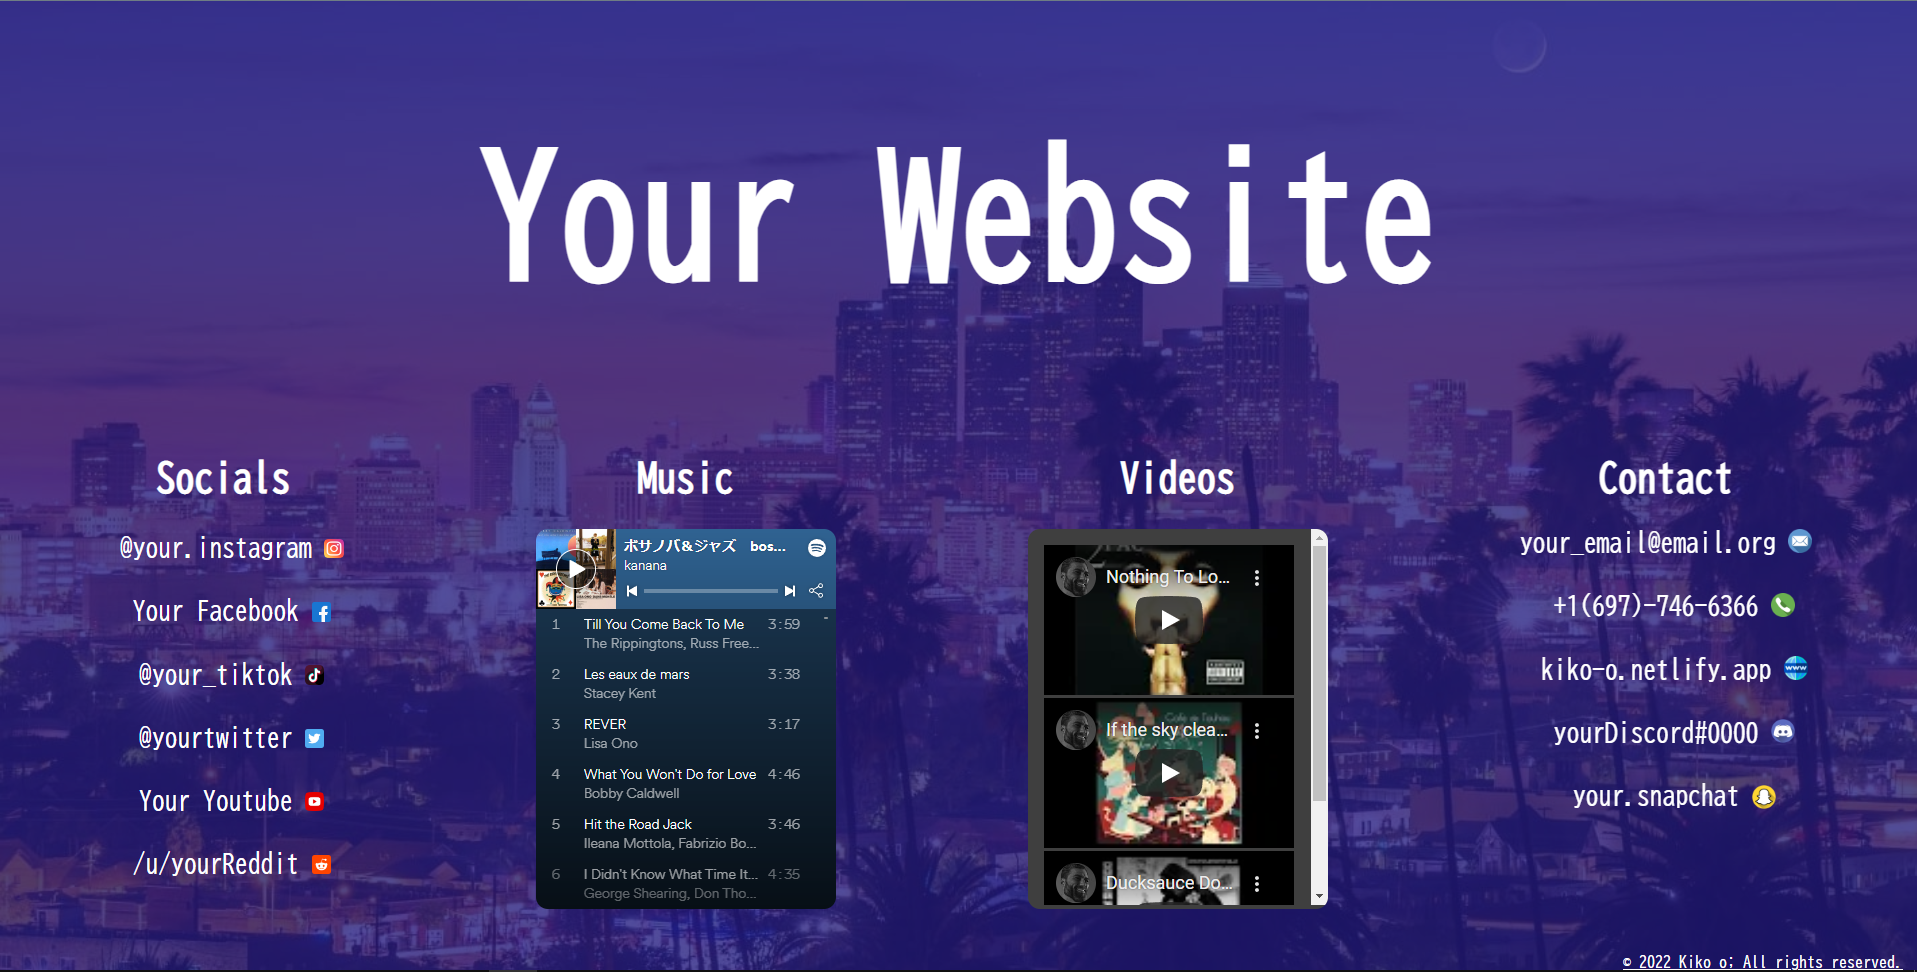 Your Website
Socials
@your.instagram
Your Facebook
@your_tiktok
@yourtwitter
Your Youtube
/u/yourReddit
Music
ボサノバ&ジャズ bos...
kanana
1 Till You Come Back To Me 3:59
The Rippingtons, Russ Free...
2 Les eaux de mars 3:38
Stacey Kent
3 REVER 3:17
Lisa Ono
4 What You Won't Do for Love 4:46
Bobby Caldwell
5 Hit the Road Jack 3:46
Ileana Mottola, Fabrizio Bo...
6 I Didn't Know What Time It... 4:35
George Shearing, Don Tho...
Videos
Nothing To Lo...
If the sky clea...
Ducksauce Do...
Contact
your_email@email.org
+1(697)-746-6366
kiko-o.netlify.app
www
yourDiscord#0000
your.snapchat
© 2022 Kiko o; All rights reserved.